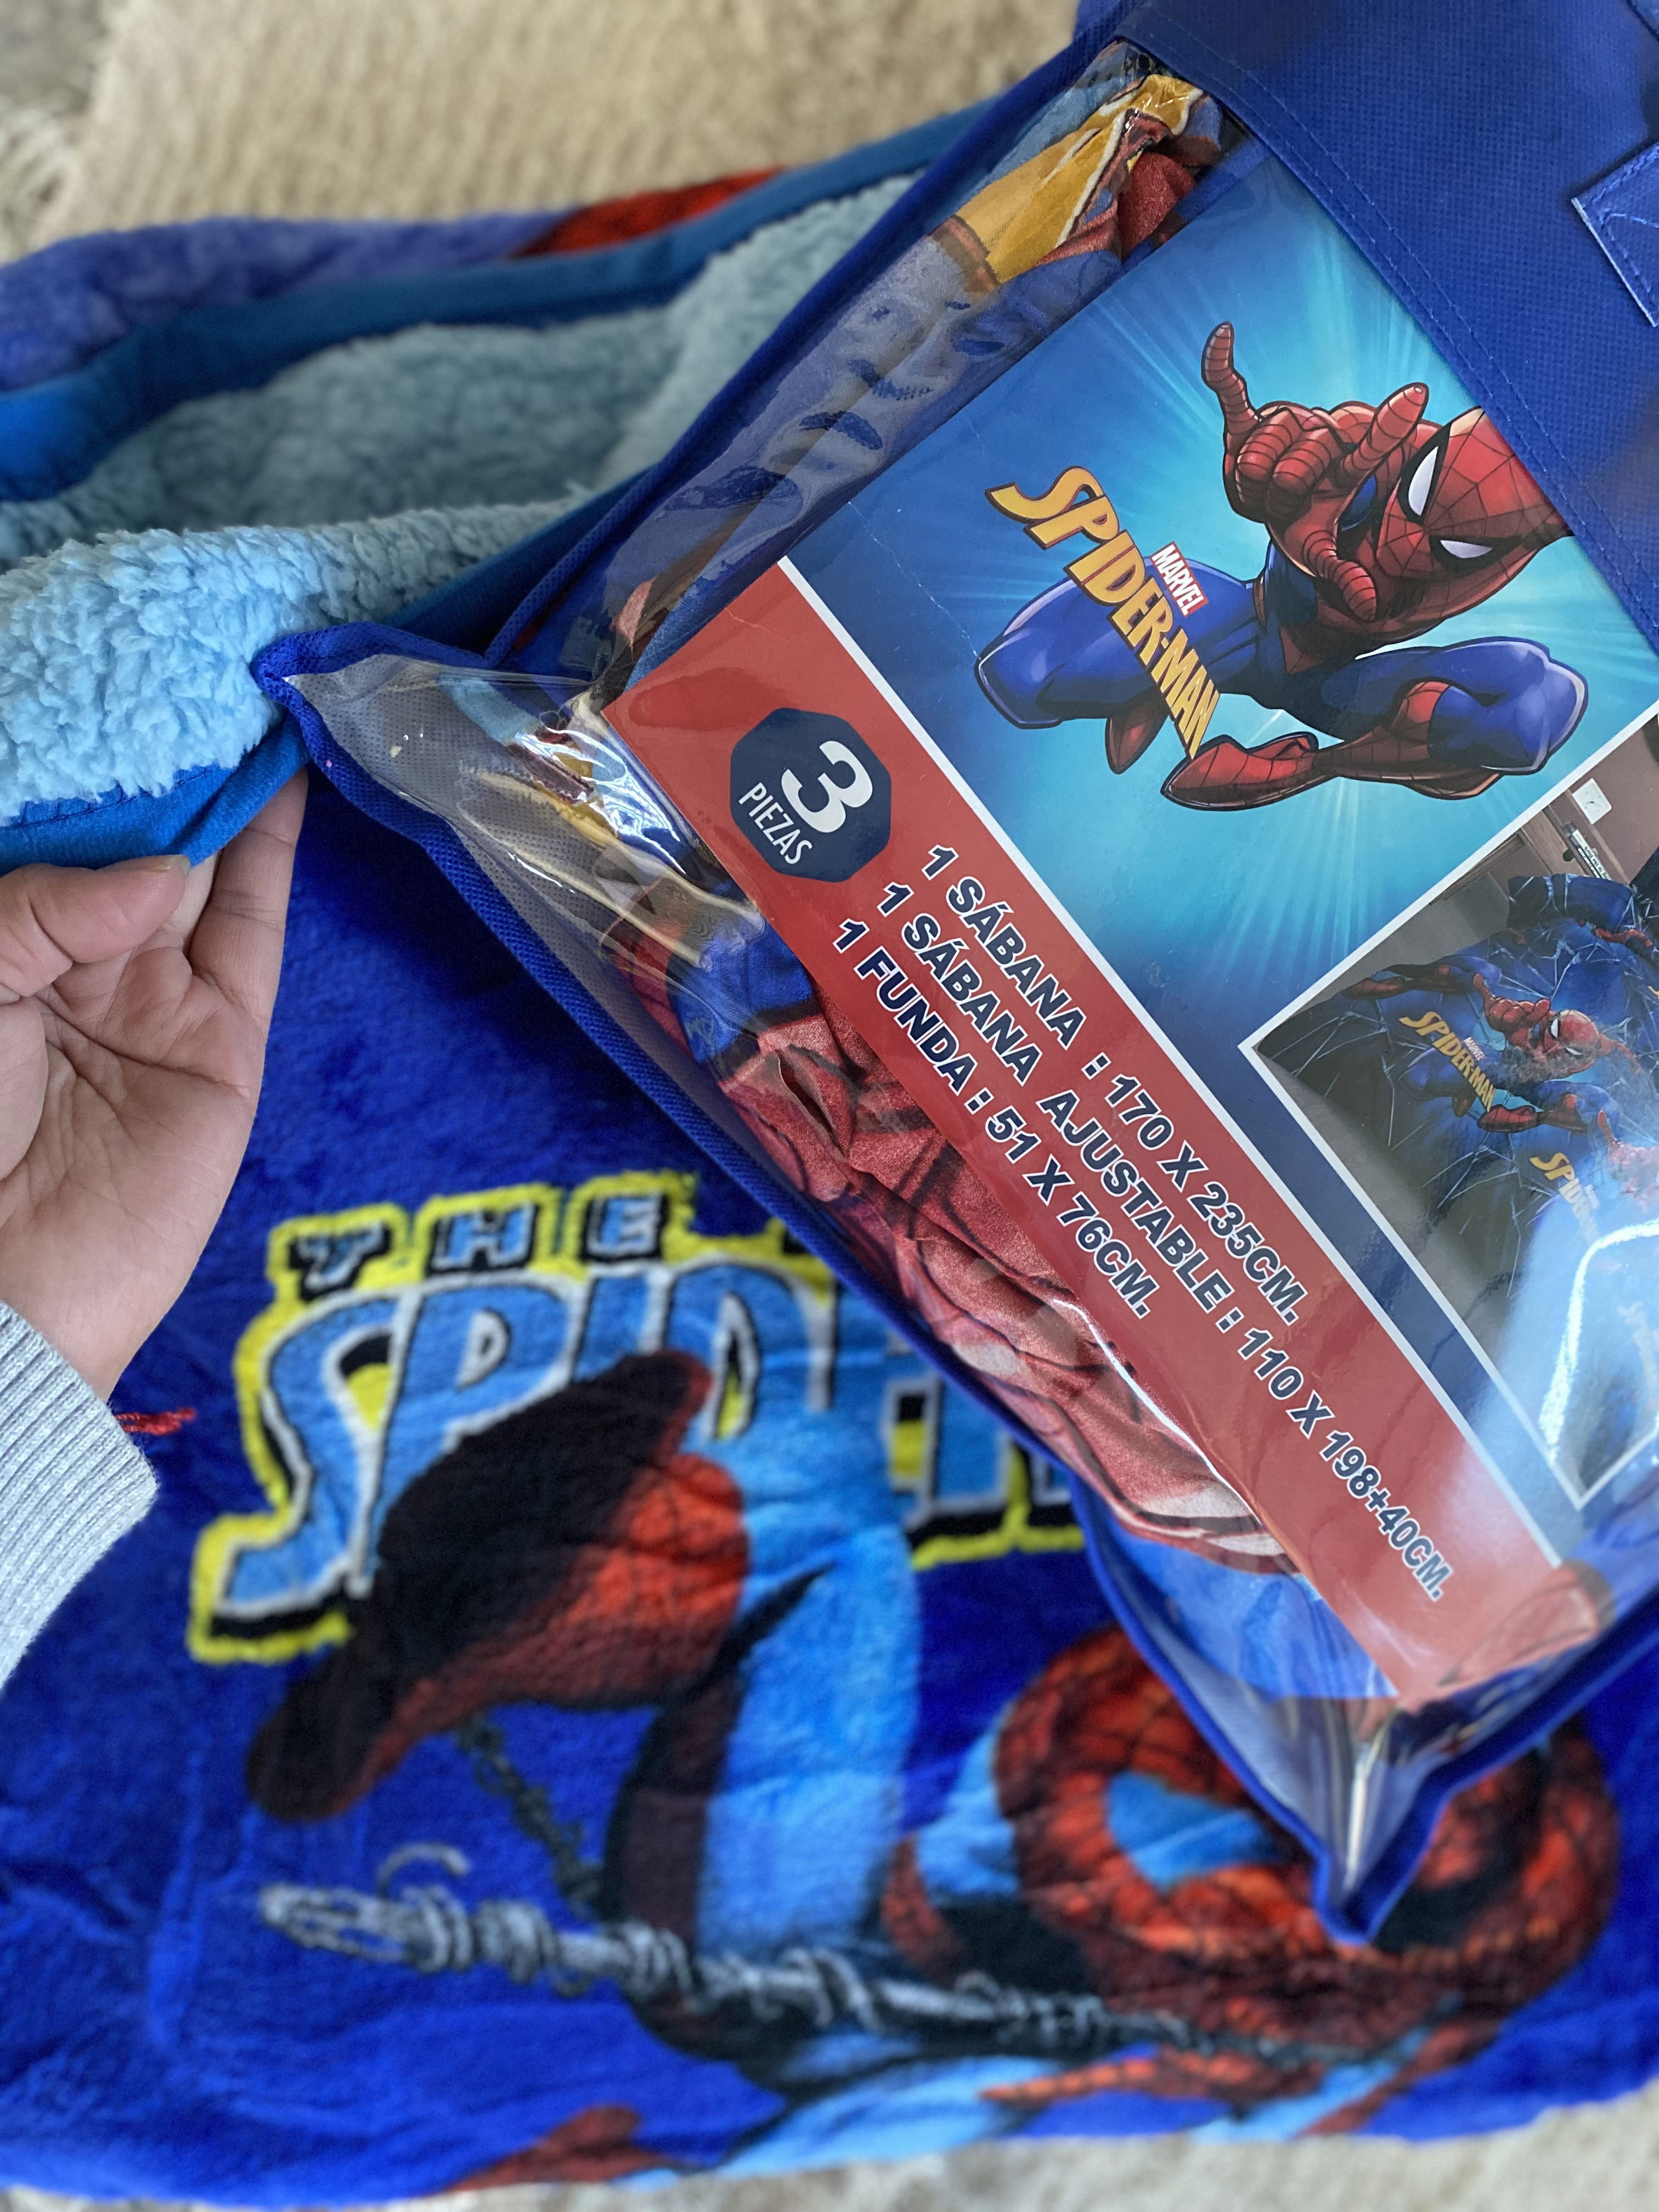 MARVEL
SPIDER-MAN
3
PIEZAS
1 SÁBANA : 170 X 235CM.
1 SÁBANA AJUSTABLE : 110 X 198+40CM.
1 FUNDA : 51 X 76CM.
MARVEL
SPIDER-MAN
THE